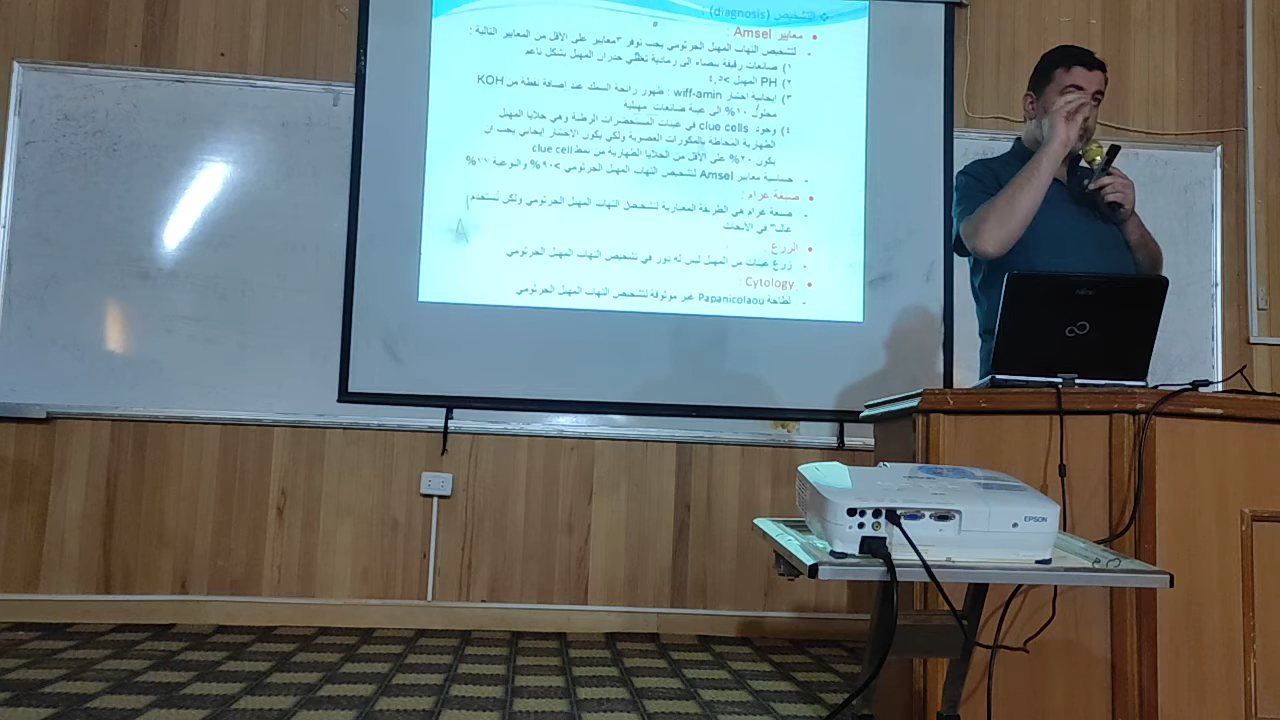 ❖ التشخيص (diagnosis) :
• معايير Amsel :
- لتشخيص التهاب المهبل الجرثومي يجب توفر ٣معايير على الأقل من المعايير التالية :
١) ضائعات رقيقة بيضاء الى رمادية تغطي جدران المهبل بشكل ناعم
٢) PH المهبل >٤,٥
٣) ايجابية اختبار wiff-amin : ظهور رائحة السمك عند اضافة نقطة من KOH
محلول ١٠% الى عينة ضائعات مهبلية
٤) وجود clue cells في عينات المستحضرات الرطبة وهي خلايا المهبل
الظهارية المحاطة بالمكورات العصوية ولكي يكون الاختبار ايجابي يجب ان
يكون ٢٠% على الأقل من الخلايا الظهارية من نمط clue cell
- حساسية معايير Amsel لتشخيص التهاب المهبل الجرثومي >٩٠% والنوعية ٧٧%
• صبغة غرام :
- صبغة غرام هي الطريقة المعيارية لتشخيص التهاب المهبل الجرثومي ولكن تستخدم
غالبا" في الأبحاث
• الزرع :
- زرع عينات من المهبل ليس له دور في تشخيص التهاب المهبل الجرثومي
• Cytology :
- لطاخة Papanicolaou غير موثوقة لتشخيص التهاب المهبل الجرثومي
FUJITSU
EPSON